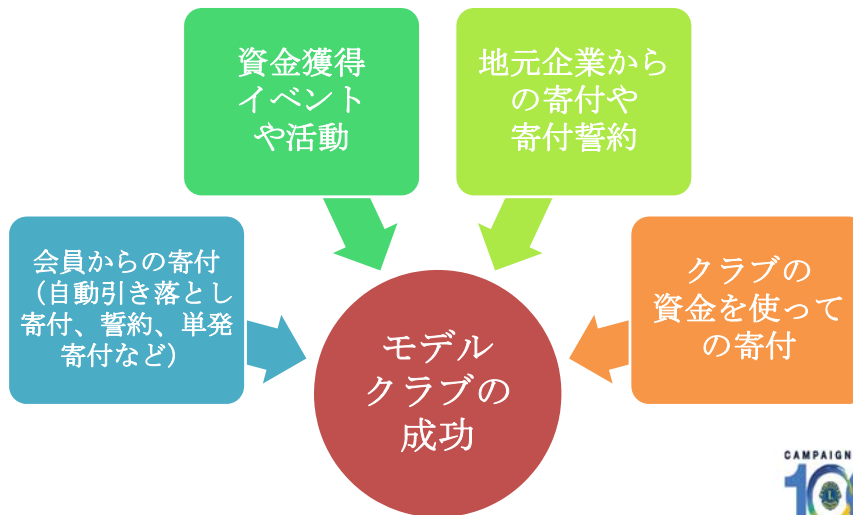 資金獲得
イベント
や活動
地元企業から
の寄付や
寄付誓約
会員からの寄付
（自動引き落とし
寄付、誓約、単発
寄付など）
クラブの
資金を使って
の寄付
モデル
クラブの
成功
CAMPAIGN